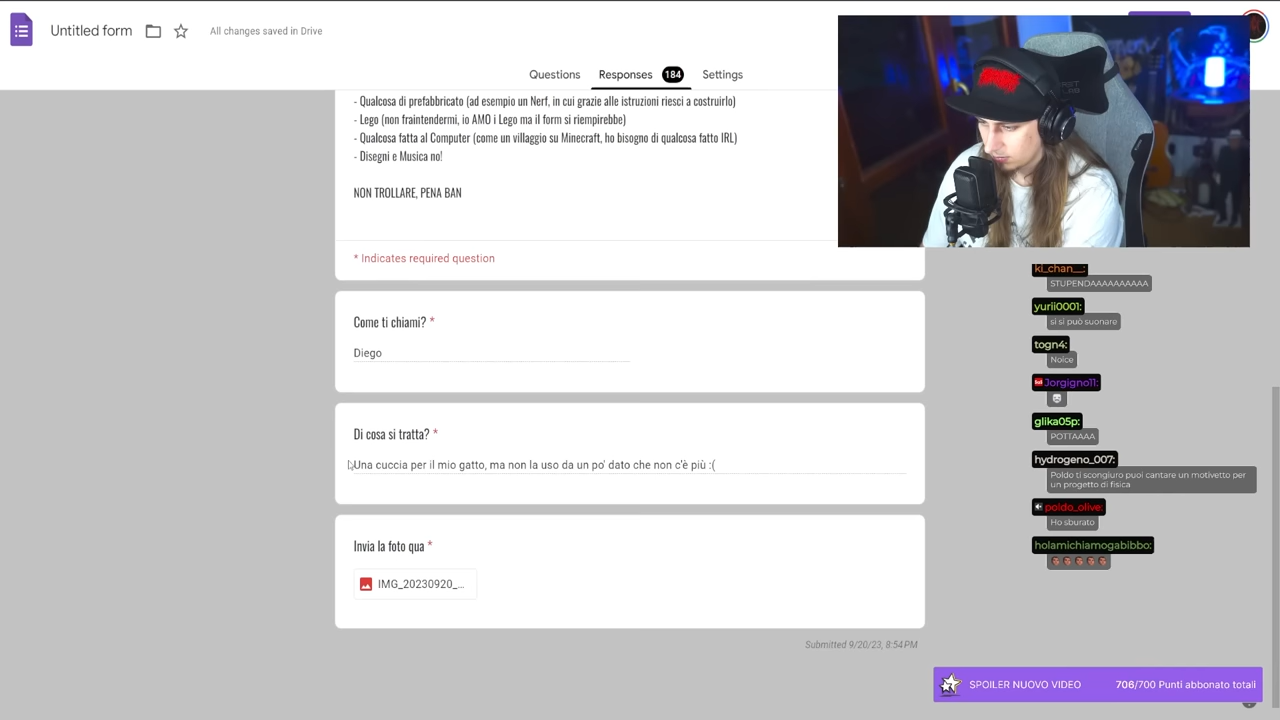 Untitled form
All changes saved in Drive
Questions
Responses
184
Settings
- Qualcosa di prefabbricato (ad esempio un Nerf, in cui grazie alle istruzioni riesci a costruirlo)
- Lego (non fraintendermi, io AMO i Lego ma il form si riempirebbe)
- Qualcosa fatta al Computer (come un villaggio su Minecraft, ho bisogno di qualcosa fatto IRL)
- Disegni e Musica no!
NON TROLLARE, PENA BAN
* Indicates required question
Come ti chiami? *
Diego
Di cosa si tratta? *
Una cuccia per il mio gatto, ma non la uso da un po' dato che non c'è più :(
Invia la foto qua *
IMG_20230920_...
Submitted 9/20/23, 8:54 PM
ki_chan__:
STUPENDAAAAAAAAAA
yurii0001:
si si può suonare
togn4:
Noice
Jorgigno11:
glika05p:
POTTAAAA
hydrogeno_007:
Poldo ti scongiuro puoi cantare un motivetto per
un progetto di fisica
poldo_olive:
Ho sburato
holamichiamogabibbo:
SPOILER NUOVO VIDEO
706/700 Punti abbonato totali